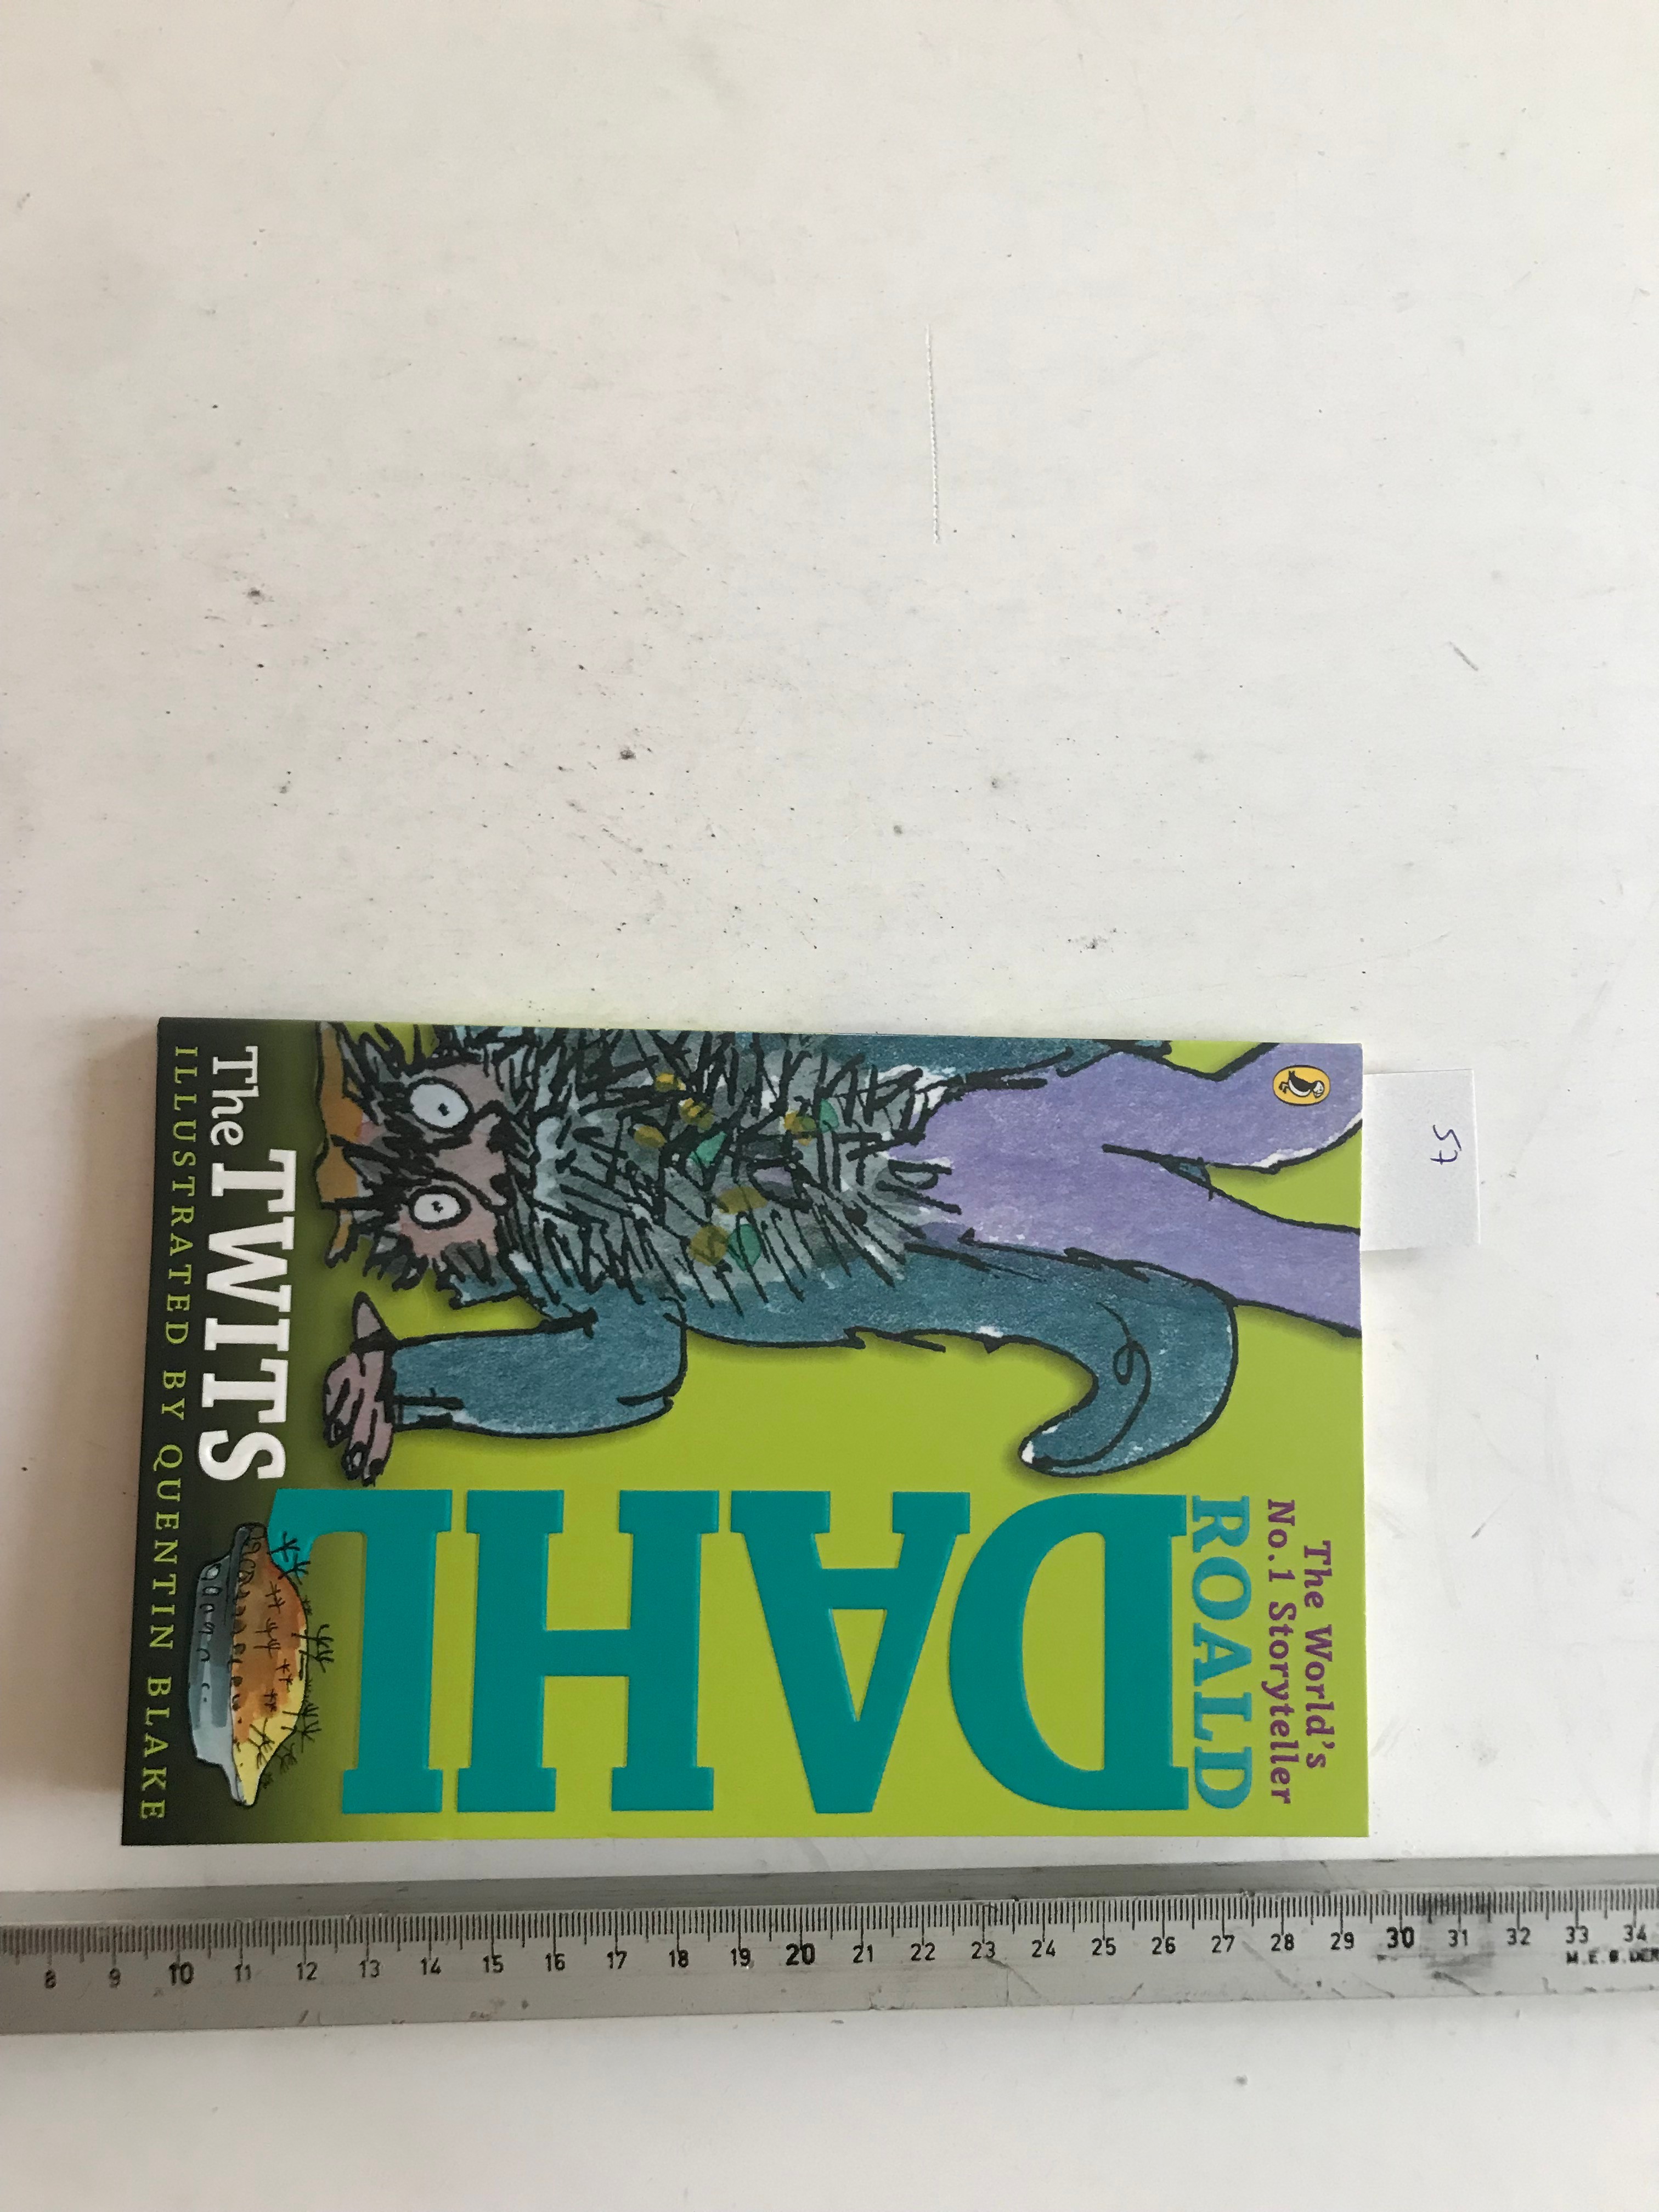 The World's
No.1 Storyteller
ROALD
DAHL
The TWITS
ILLUSTRATED BY QUENTIN BLAKE
57
8 9 10 11 12 13 14 15 16 17 18 19 20 21 22 23 24 25 26 27 28 29 30 31 32 33 34